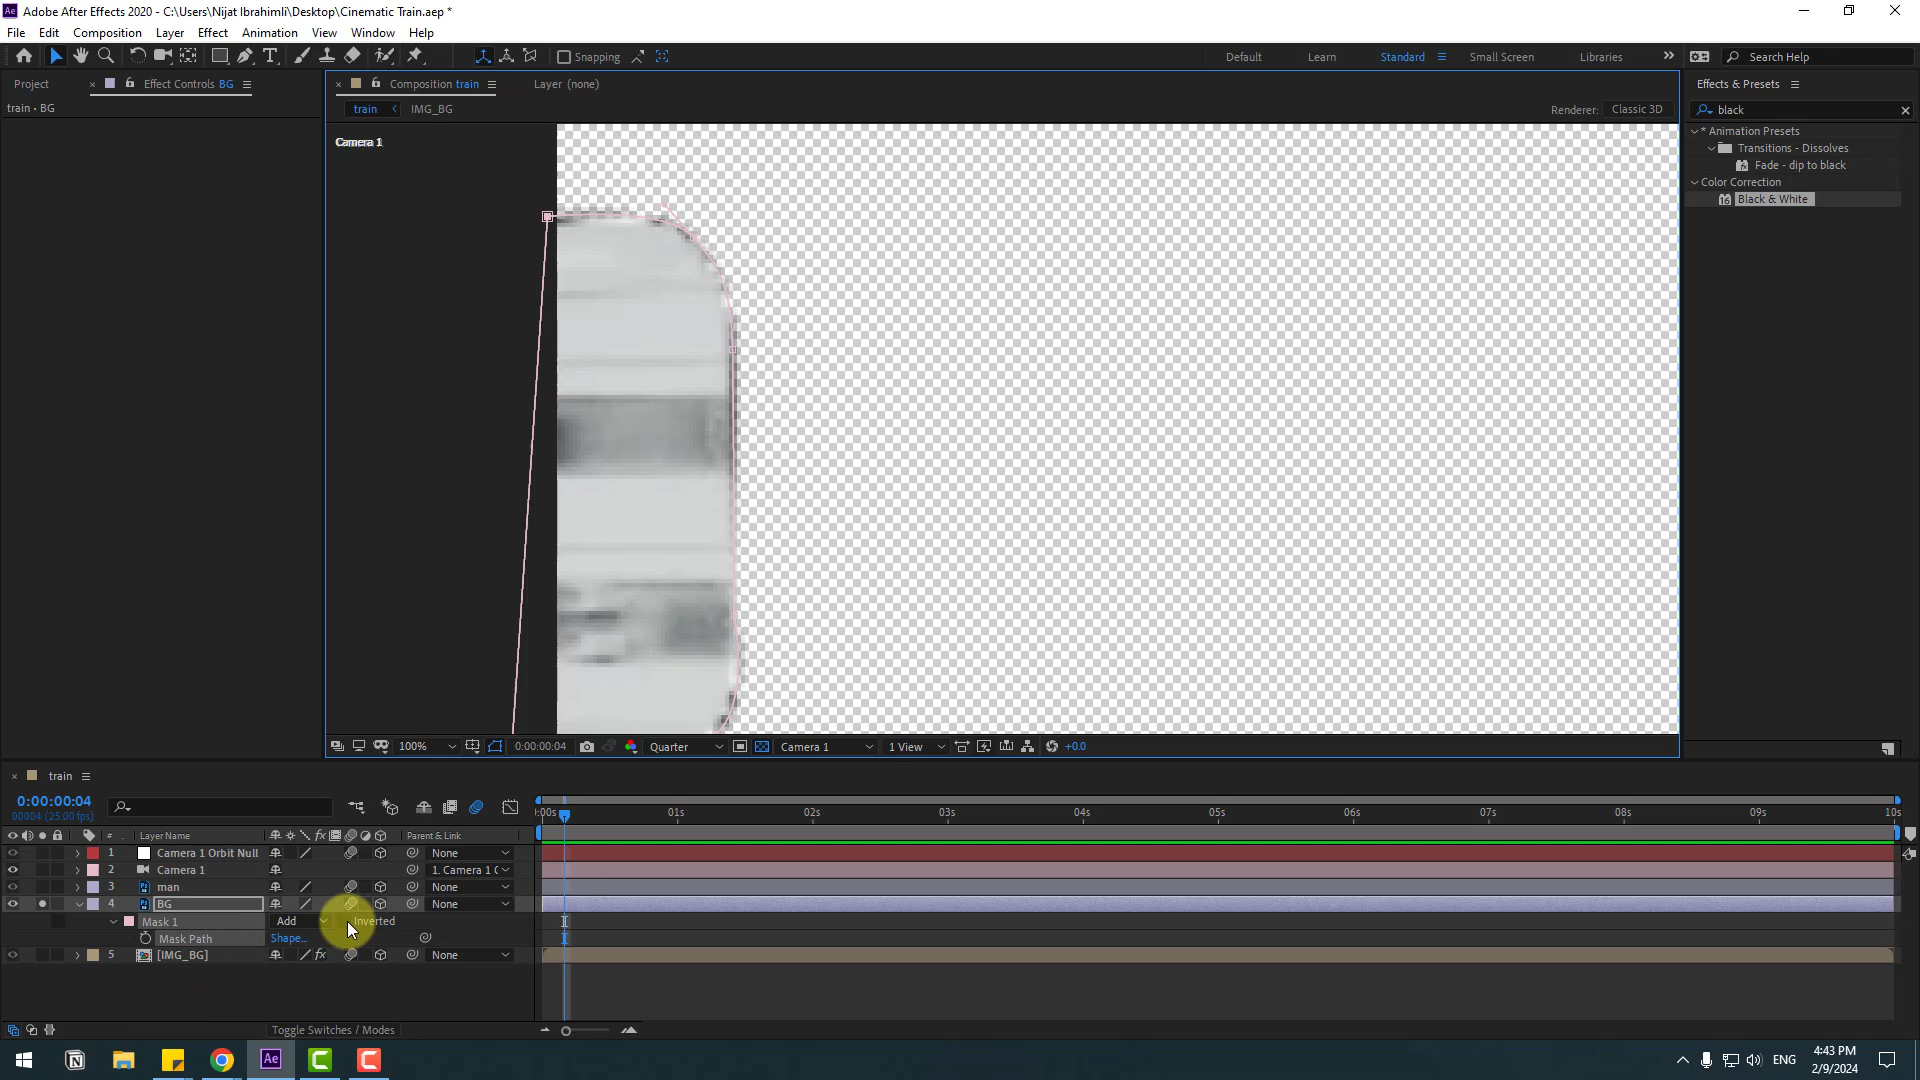 Adobe After Effects 2020 - C:\Users\Nijat Ibrahimli\Desktop\Cinematic Train.aep *
File Edit Composition Layer Effect Animation View Window Help
Snapping
Default Learn Standard Small Screen Libraries
Search Help
Project Effect Controls BG
train • BG
Composition train Layer (none)
train IMG_BG
Renderer: Classic 3D
Effects & Presets
black
* Animation Presets
Transitions - Dissolves
Fade - dip to black
Color Correction
Black & White
Camera 1
100% 0:00:00:04 Quarter Camera 1 1 View +0.0
train
0:00:00:04
00004 (25.00 fps)
# Layer Name Parent & Link
:00s 01s 02s 03s 04s 05s 06s 07s 08s 09s 10s
1 Camera 1 Orbit Null None
2 Camera 1 1. Camera 1 O
3 man None
4 BG None
Mask 1 Add Inverted
Mask Path Shape...
5 [IMG_BG] None
Toggle Switches / Modes
ENG
4:43 PM
2/9/2024